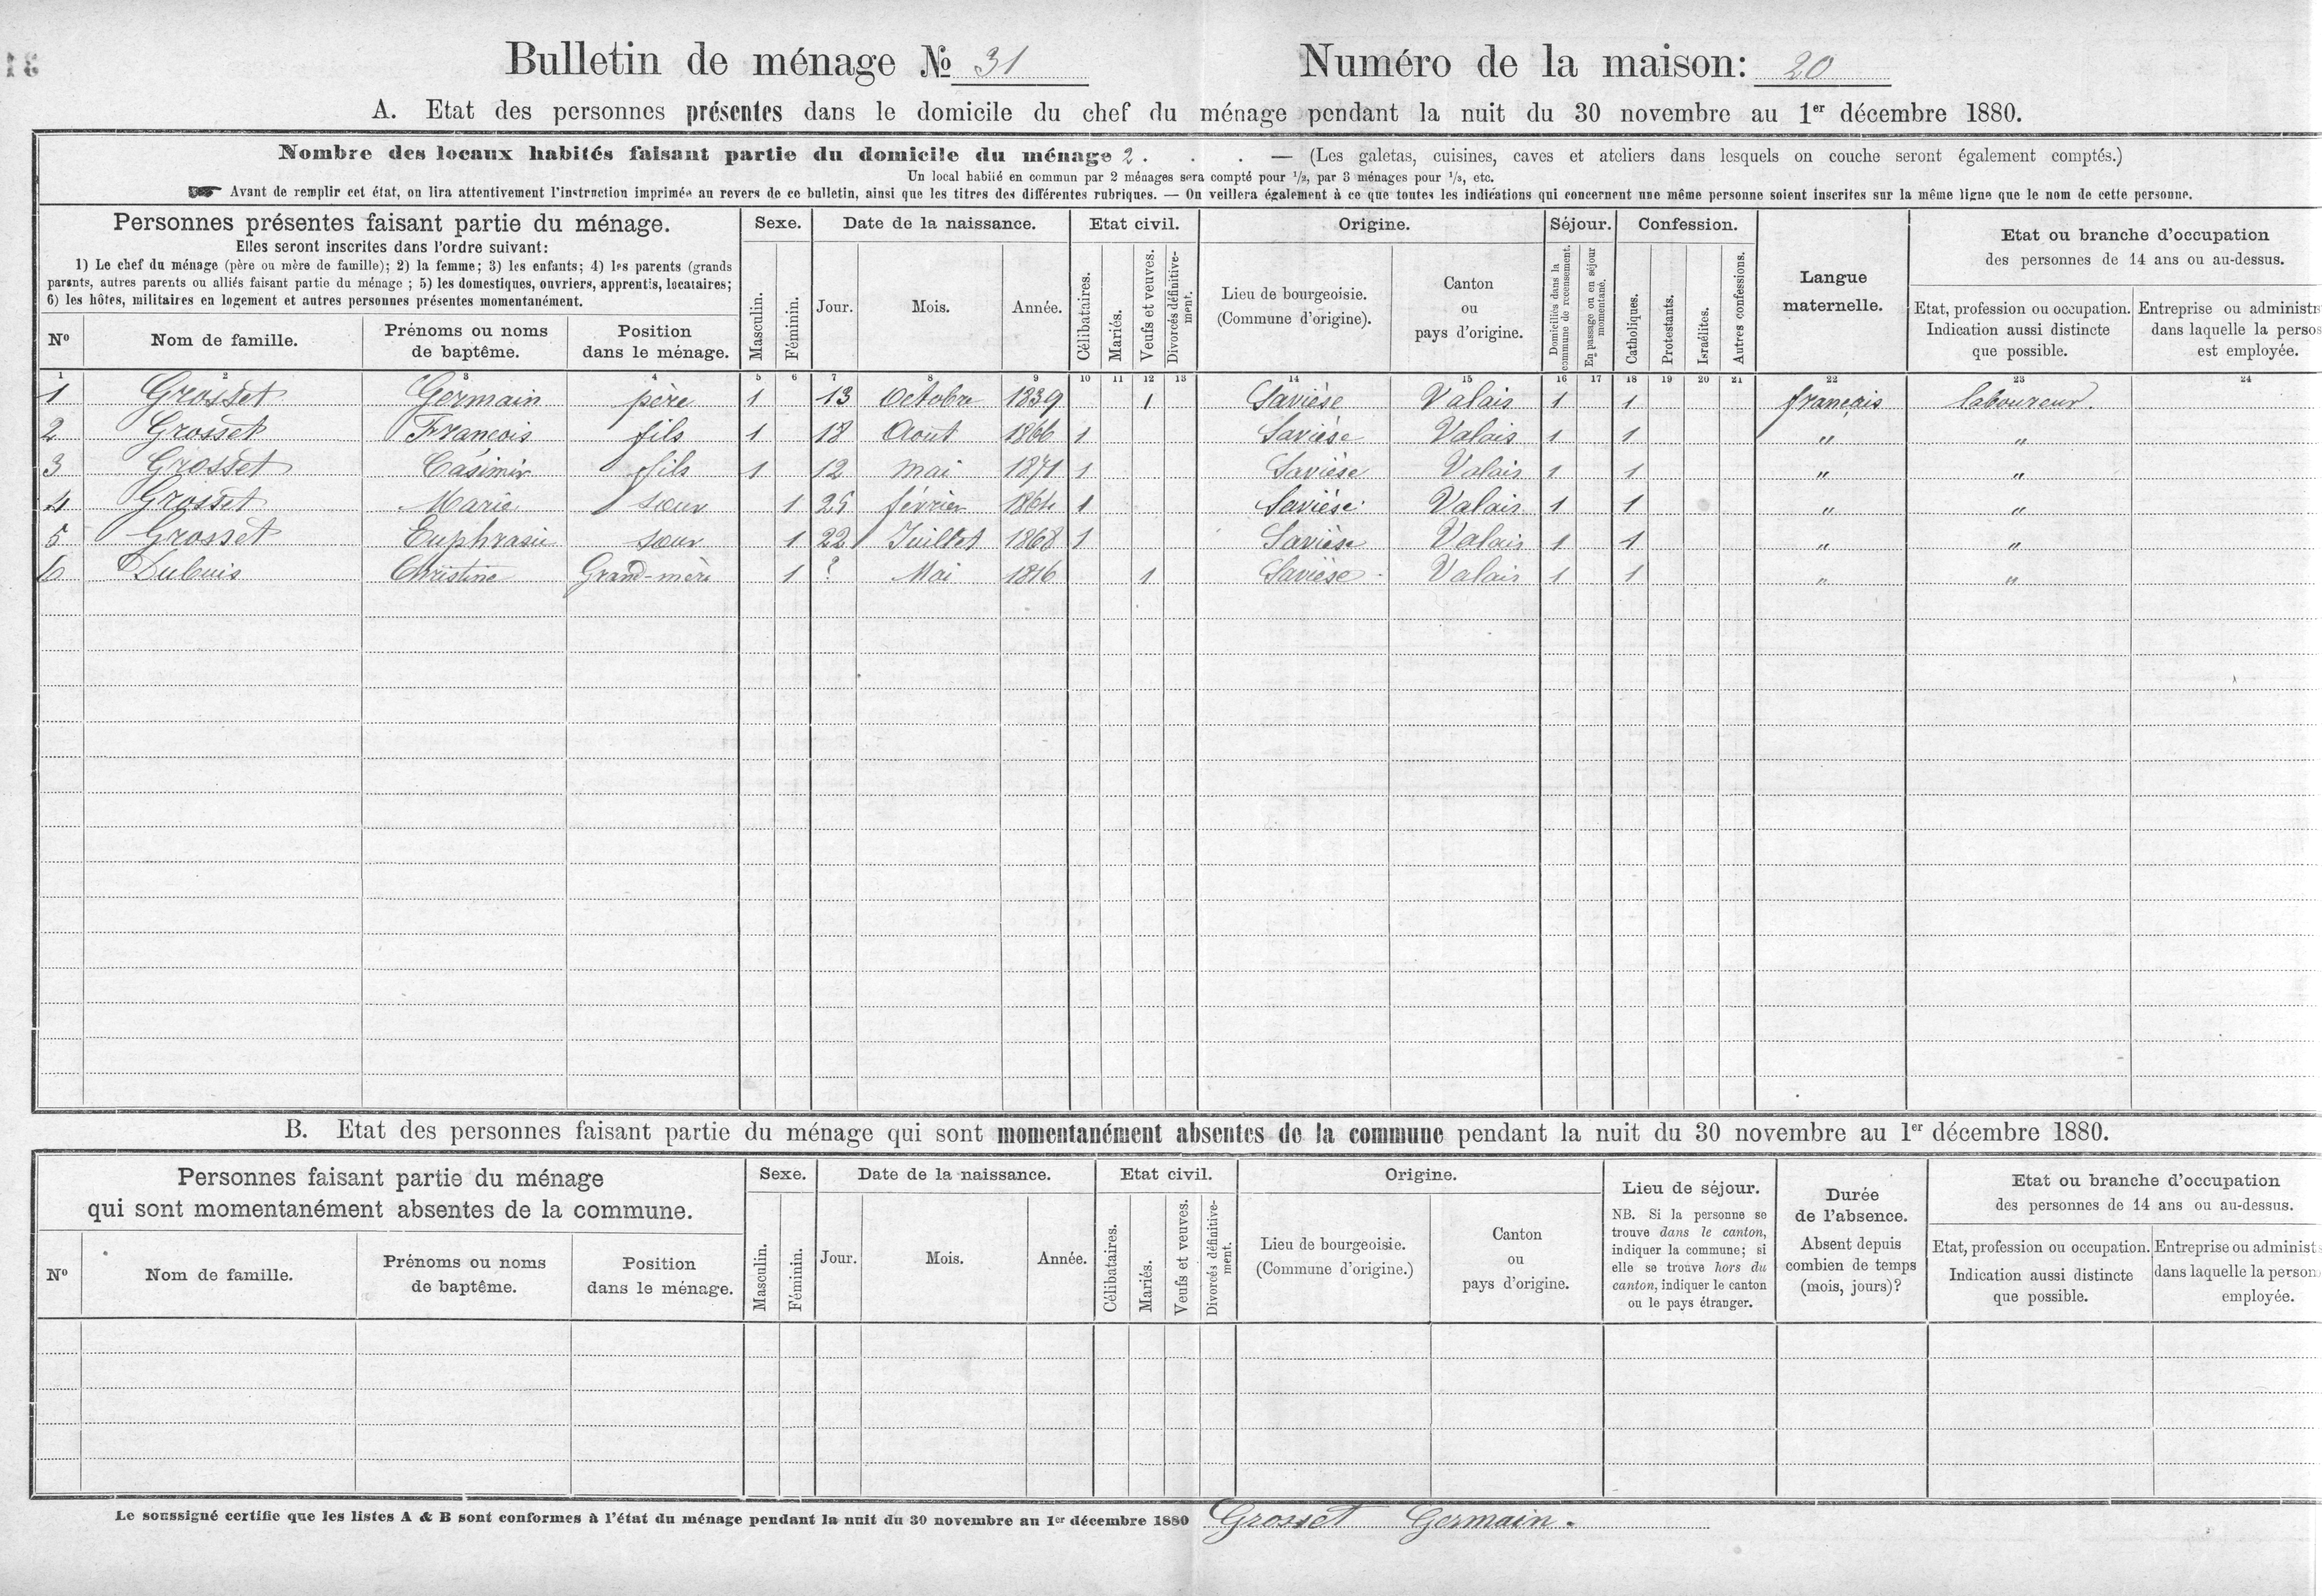 Bulletin de ménage № 31 Numéro de la maison: 20
A. Etat des personnes présentes dans le domicile du chef du ménage pendant la nuit du 30 novembre au 1er décembre 1880.
Nombre des locaux habités faisant partie du domicile du ménage 2 . . . — (Les galetas, cuisines, caves et ateliers dans lesquels on couche seront également comptés.)
Un local habité en commun par 2 ménages sera compté pour 1/2, par 3 ménages pour 1/3, etc.
☞ Avant de remplir cet état, on lira attentivement l'instruction imprimée au revers de ce bulletin, ainsi que les titres des différentes rubriques. — On veillera également à ce que toutes les indications qui concernent une même personne soient inscrites sur la même ligne que le nom de cette personne.
Personnes présentes faisant partie du ménage.
Elles seront inscrites dans l'ordre suivant:
1) Le chef du ménage (père ou mère de famille); 2) la femme; 3) les enfants; 4) les parents (grands
parents, autres parents ou alliés faisant partie du ménage ; 5) les domestiques, ouvriers, apprentis, locataires;
6) les hôtes, militaires en logement et autres personnes présentes momentanément.
Nº
Nom de famille.
Prénoms ou noms
de baptême.
Position
dans le ménage.
Sexe.
Masculin.
Féminin.
Date de la naissance.
Jour.
Mois.
Année.
Etat civil.
Célibataires.
Mariés.
Veufs et veuves.
Divorcés définitive-
ment.
Origine.
Lieu de bourgeoisie.
(Commune d'origine).
Canton
ou
pays d'origine.
Séjour.
Domiciliés dans la
commune de recensement.
En passage ou en séjour
momentané.
Confession.
Catholiques.
Protestants.
Israélites.
Autres confessions.
Langue
maternelle.
Etat ou branche d'occupation
des personnes de 14 ans ou au-dessus.
Etat, profession ou occupation.
Indication aussi distincte
que possible.
Entreprise ou administr
dans laquelle la perso
est employée.
1 2 3 4 5 6 7 8 9 10 11 12 13 14 15 16 17 18 19 20 21 22 23 24
1 Grosset Germain père 1 13 Octobre 1839 1 Savièse Valais 1 1 français laboureur.
2 Grosset François fils 1 18 Aout 1866 1 Savièse Valais 1 1 " "
3 Grosset Casimir fils 1 12 mai 1871 1 Savièse Valais 1 1 " "
4 Grosset Marie sœur 1 25 février 1864 1 Savièse Valais 1 1 " "
5 Grosset Euphrasie sœur 1 22 Juillet 1868 1 Savièse Valais 1 1 " "
6 Dubuis Christine Grand-mère 1 ? Mai 1816 1 Savièse Valais 1 1 " "
B. Etat des personnes faisant partie du ménage qui sont momentanément absentes de la commune pendant la nuit du 30 novembre au 1er décembre 1880.
Personnes faisant partie du ménage
qui sont momentanément absentes de la commune.
Nº
Nom de famille.
Prénoms ou noms
de baptême.
Position
dans le ménage.
Sexe.
Masculin.
Féminin.
Date de la naissance.
Jour.
Mois.
Année.
Etat civil.
Célibataires.
Mariés.
Veufs et veuves.
Divorcés définitive-
ment.
Origine.
Lieu de bourgeoisie.
(Commune d'origine.)
Canton
ou
pays d'origine.
Lieu de séjour.
NB. Si la personne se
trouve dans le canton,
indiquer la commune; si
elle se trouve hors du
canton, indiquer le canton
ou le pays étranger.
Durée
de l'absence.
Absent depuis
combien de temps
(mois, jours)?
Etat ou branche d'occupation
des personnes de 14 ans ou au-dessus.
Etat, profession ou occupation.
Indication aussi distincte
que possible.
Entreprise ou administ
dans laquelle la person
employée.
Le soussigné certifie que les listes A & B sont conformes à l'état du ménage pendant la nuit du 30 novembre au 1er décembre 1880 Grosset Germain.